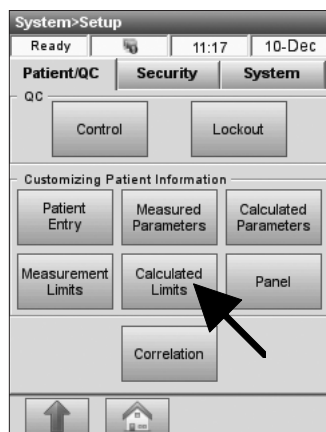 System>Setup
Ready 11:17 10-Dec
Patient/QC Security System
QC
Control Lockout
Customizing Patient Information
Patient Entry Measured Parameters Calculated Parameters
Measurement Limits Calculated Limits Panel
Correlation